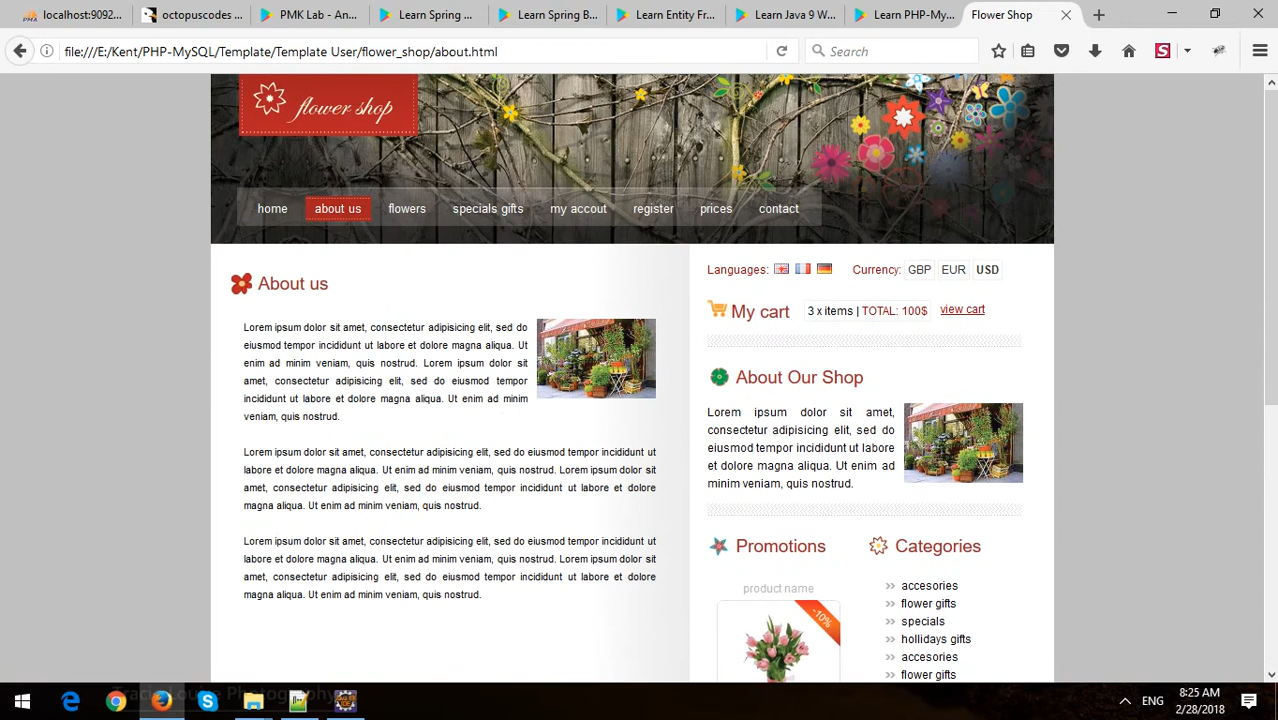 localhost:9092...
octopuscodes ...
PMK Lab - An...
Learn Spring ...
Learn Spring B...
Learn Entity Fr...
Learn Java 9 W...
Learn PHP-My...
Flower Shop
file:///E:/Kent/PHP-MySQL/Template/Template User/flower_shop/about.html
Search
flower shop
home
about us
flowers
specials gifts
my accout
register
prices
contact
About us
Lorem ipsum dolor sit amet, consectetur adipisicing elit, sed do
eiusmod tempor incididunt ut labore et dolore magna aliqua. Ut
enim ad minim veniam, quis nostrud. Lorem ipsum dolor sit
amet, consectetur adipisicing elit, sed do eiusmod tempor
incididunt ut labore et dolore magna aliqua. Ut enim ad minim
veniam, quis nostrud.
Lorem ipsum dolor sit amet, consectetur adipisicing elit, sed do eiusmod tempor incididunt ut
labore et dolore magna aliqua. Ut enim ad minim veniam, quis nostrud. Lorem ipsum dolor sit
amet, consectetur adipisicing elit, sed do eiusmod tempor incididunt ut labore et dolore
magna aliqua. Ut enim ad minim veniam, quis nostrud.
Lorem ipsum dolor sit amet, consectetur adipisicing elit, sed do eiusmod tempor incididunt ut
labore et dolore magna aliqua. Ut enim ad minim veniam, quis nostrud. Lorem ipsum dolor sit
amet, consectetur adipisicing elit, sed do eiusmod tempor incididunt ut labore et dolore
magna aliqua. Ut enim ad minim veniam, quis nostrud.
Languages:
Currency: GBP EUR USD
My cart
3 x items | TOTAL: 100$
view cart
About Our Shop
Lorem ipsum dolor sit amet,
consectetur adipisicing elit, sed do
eiusmod tempor incididunt ut labore
et dolore magna aliqua. Ut enim ad
minim veniam, quis nostrud.
Promotions
product name
-10%
Categories
accesories
flower gifts
specials
hollidays gifts
accesories
flower gifts
ENG
8:25 AM
2/28/2018